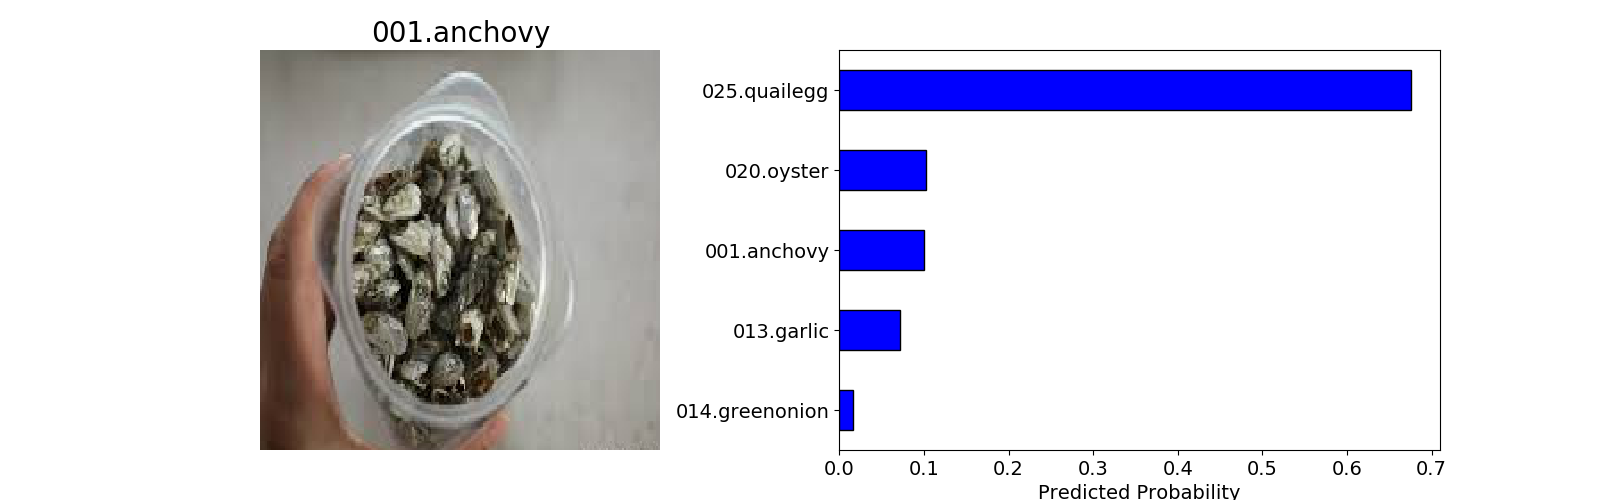 001.anchovy
025.quailegg
020.oyster
001.anchovy
013.garlic
014.greenonion
0.0 0.1 0.2 0.3 0.4 0.5 0.6 0.7
Predicted Probability